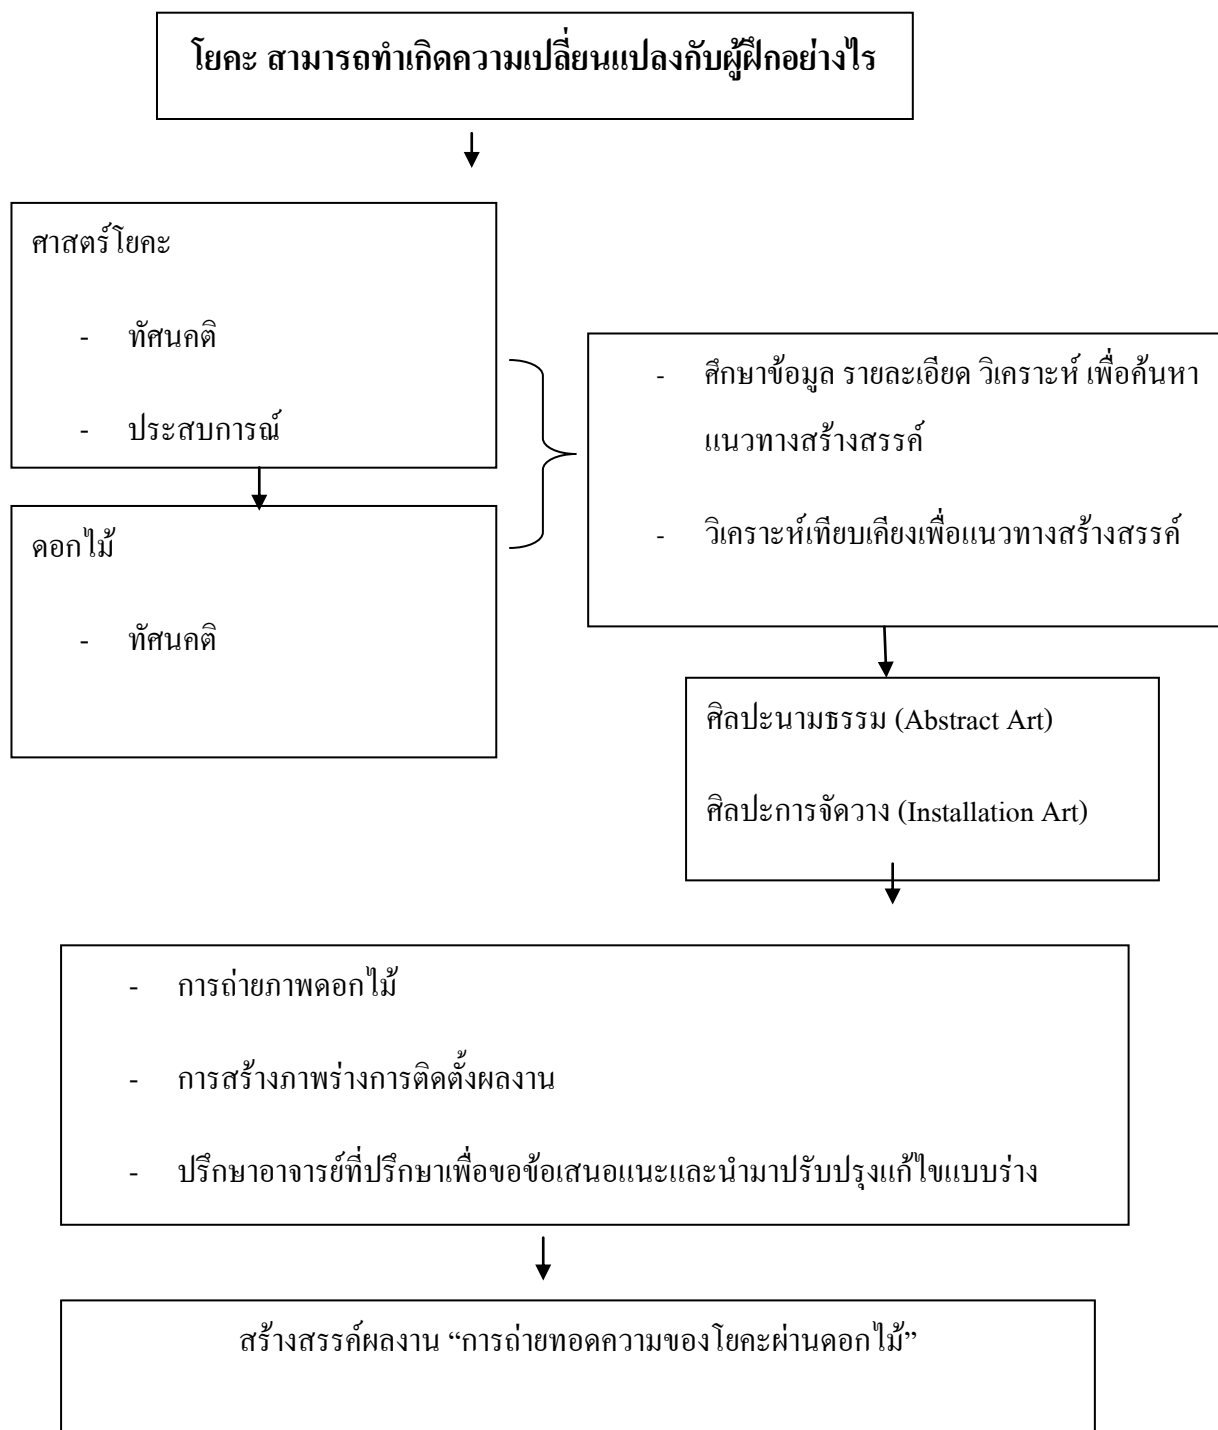 โยคะ สามารถทำเกิดความเปลี่ยนแปลงกับผู้ฝึกอย่างไร
ศาสตร์โยคะ
- ทัศนคติ
- ประสบการณ์
ดอกไม้
- ทัศนคติ
- ศึกษาข้อมูล รายละเอียด วิเคราะห์ เพื่อค้นหา
แนวทางสร้างสรรค์
- วิเคราะห์เทียบเคียงเพื่อแนวทางสร้างสรรค์
ศิลปะนามธรรม (Abstract Art)
ศิลปะการจัดวาง (Installation Art)
- การถ่ายภาพดอกไม้
- การสร้างภาพร่างการติดตั้งผลงาน
- ปรึกษาอาจารย์ที่ปรึกษาเพื่อขอข้อเสนอแนะและนำมาปรับปรุงแก้ไขแบบร่าง
สร้างสรรค์ผลงาน “การถ่ายทอดความของโยคะผ่านดอกไม้”